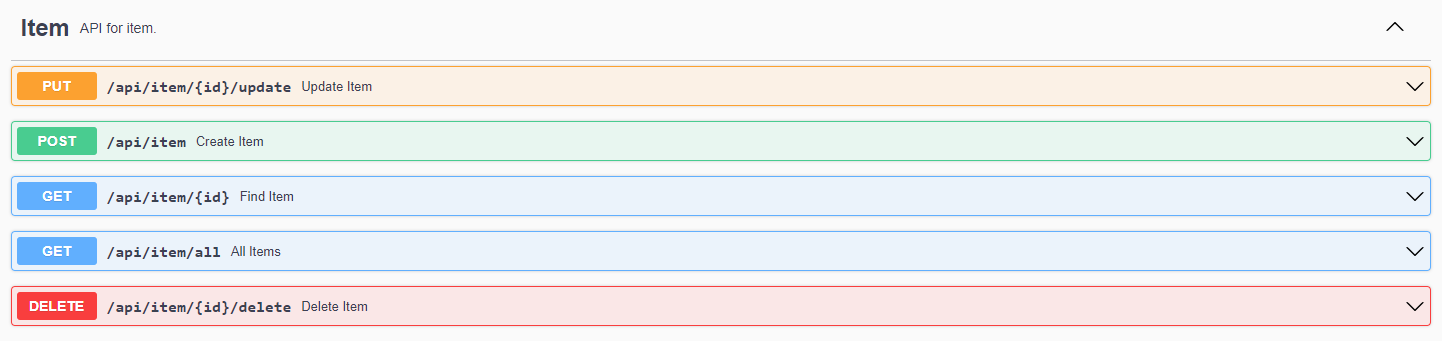 Item API for item.
PUT /api/item/{id}/update Update Item
POST /api/item Create Item
GET /api/item/{id} Find Item
GET /api/item/all All Items
DELETE /api/item/{id}/delete Delete Item